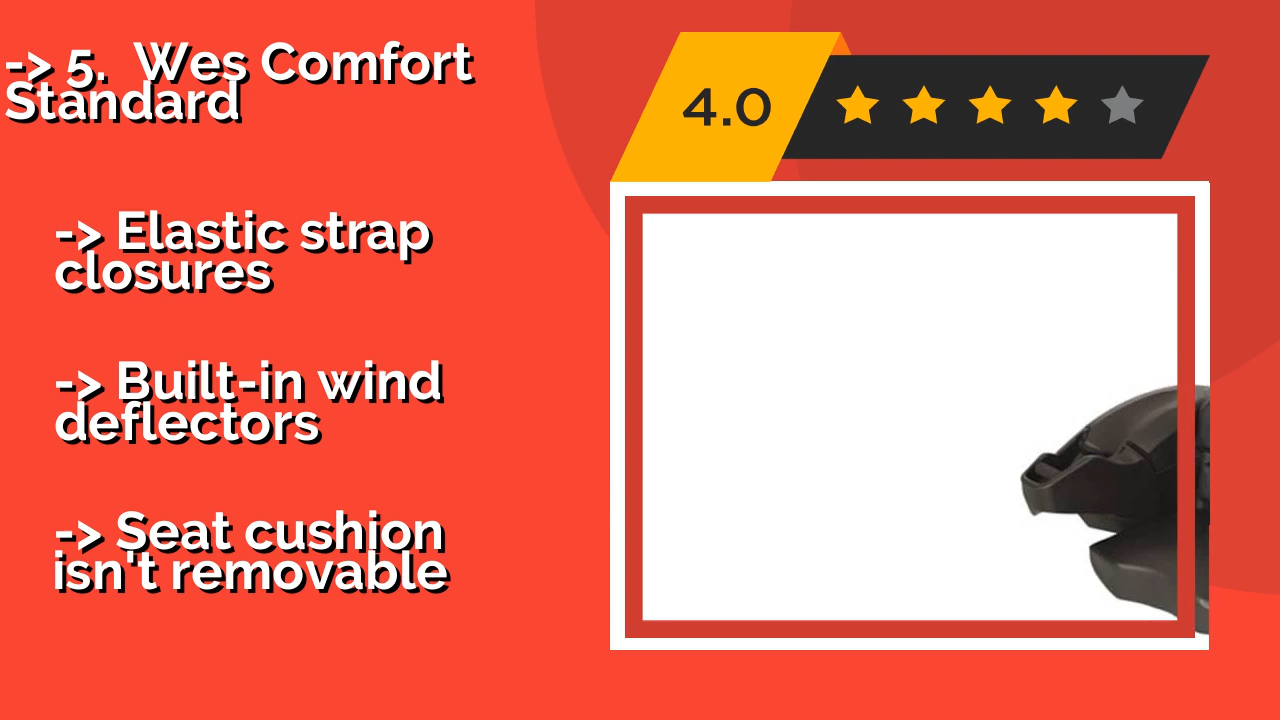 -> 5. Wes Comfort
Standard
4.0
-> Elastic strap
closures
-> Built-in wind
deflectors
-> Seat cushion
isn't removable